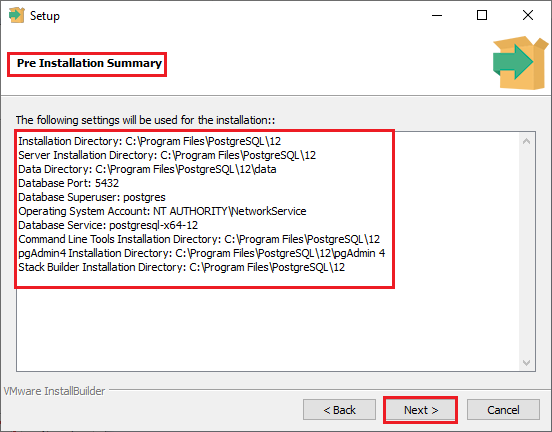 Setup
Pre Installation Summary
The following settings will be used for the installation::
Installation Directory: C:\Program Files\PostgreSQL\12
Server Installation Directory: C:\Program Files\PostgreSQL\12
Data Directory: C:\Program Files\PostgreSQL\12\data
Database Port: 5432
Database Superuser: postgres
Operating System Account: NT AUTHORITY\NetworkService
Database Service: postgresql-x64-12
Command Line Tools Installation Directory: C:\Program Files\PostgreSQL\12
pgAdmin4 Installation Directory: C:\Program Files\PostgreSQL\12\pgAdmin 4
Stack Builder Installation Directory: C:\Program Files\PostgreSQL\12
VMware InstallBuilder
< Back Next > Cancel